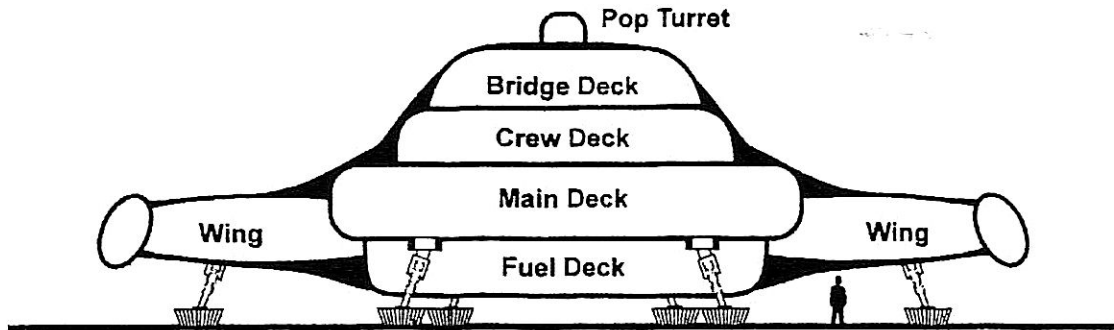 Pop Turret
Bridge Deck
Crew Deck
Main Deck
Wing
Wing
Fuel Deck